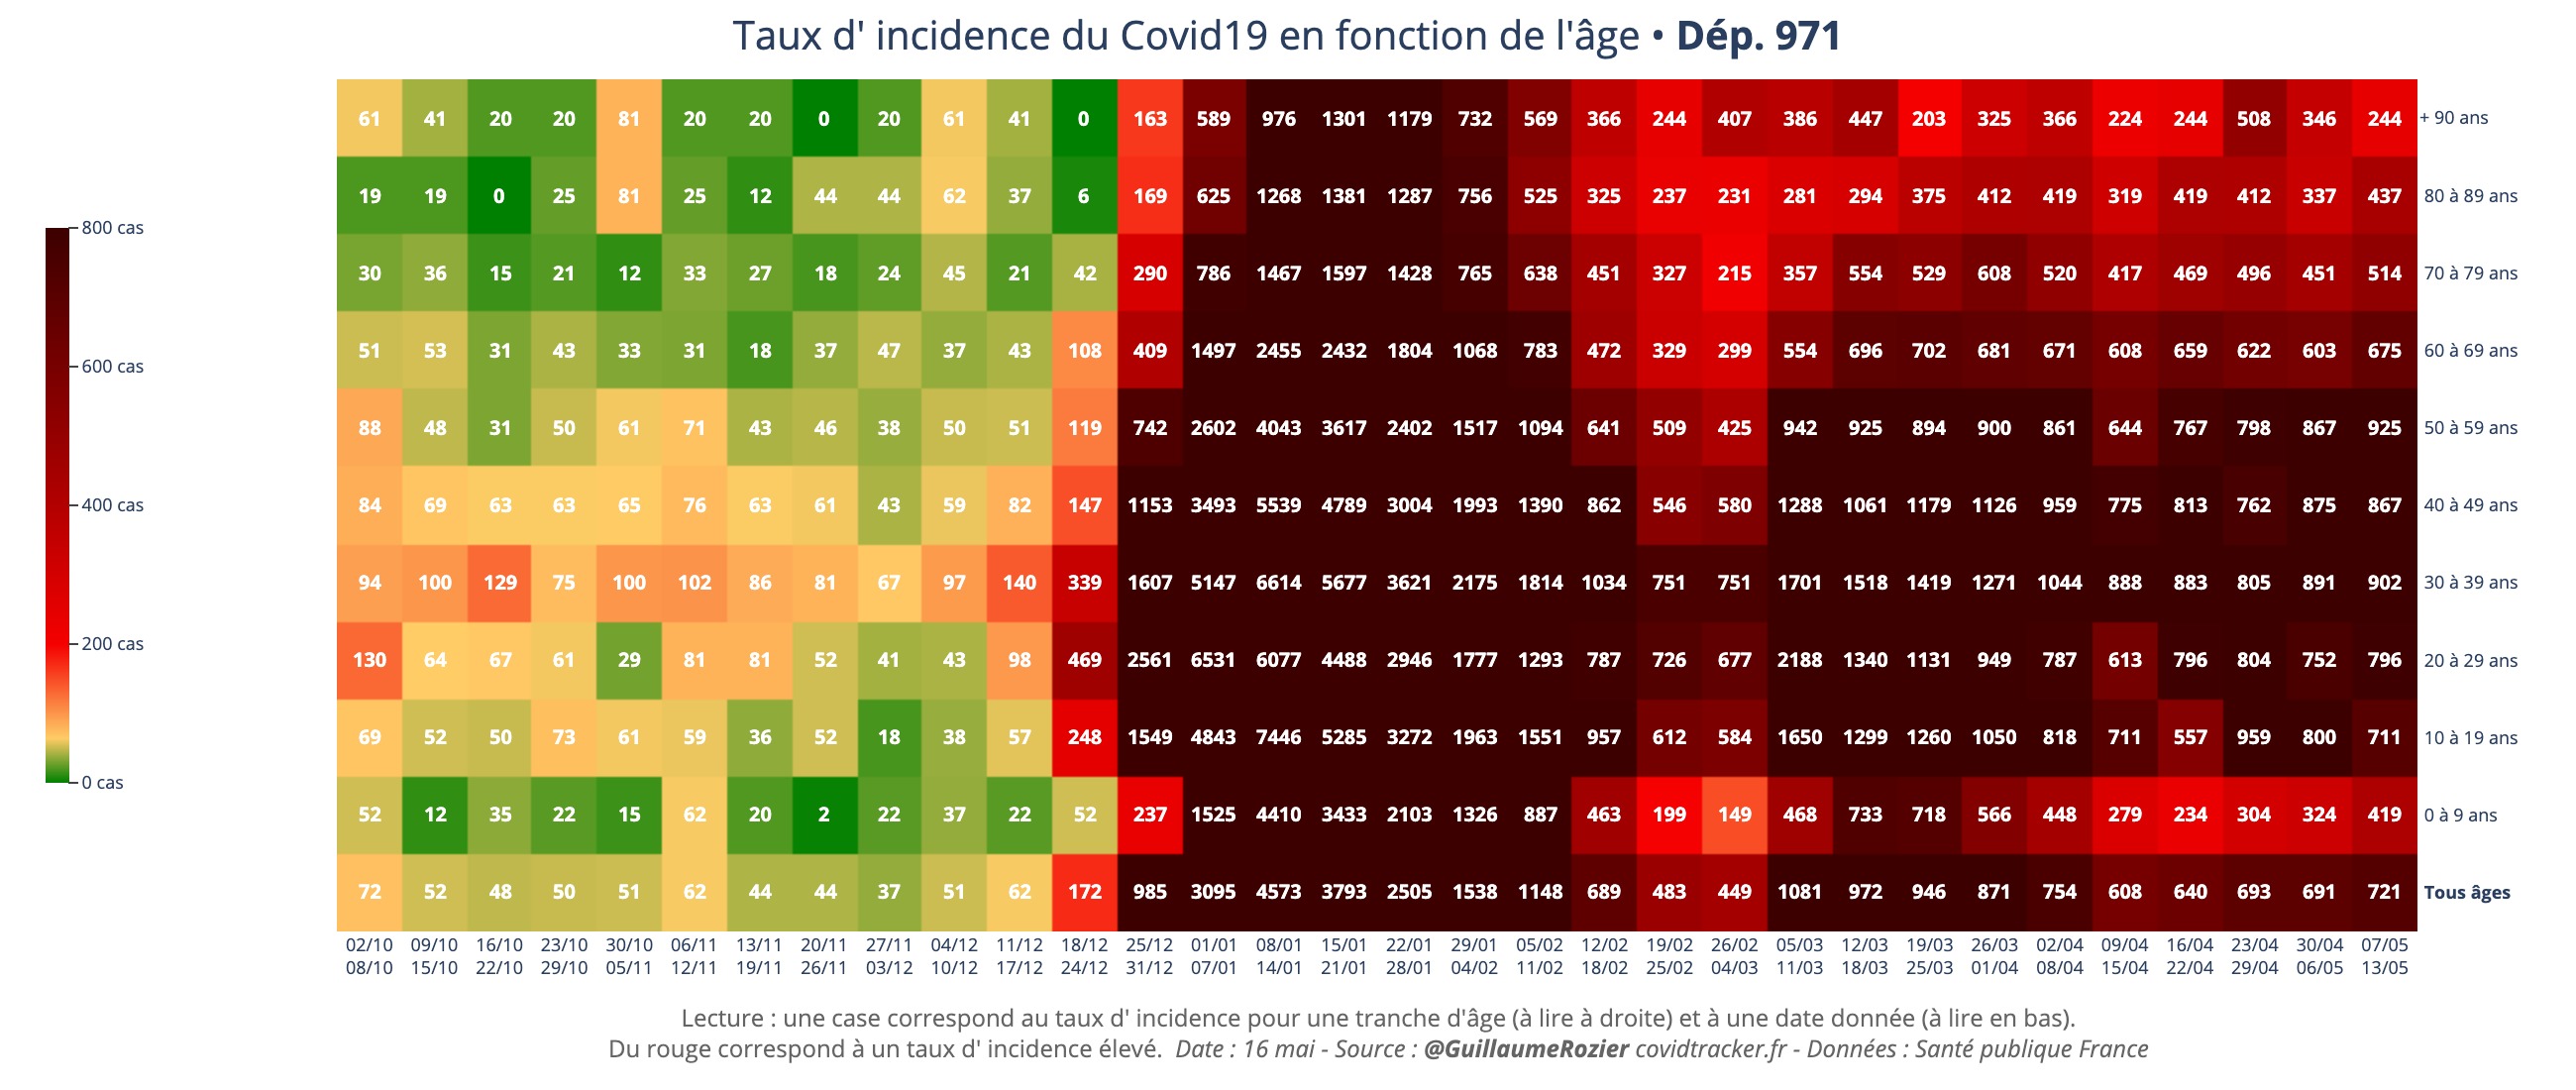 Taux d' incidence du Covid19 en fonction de l'âge • Dép. 971
800 cas
600 cas
400 cas
200 cas
0 cas
61 41 20 20 81 20 20 0 20 61 41 0 163 589 976 1301 1179 732 569 366 244 407 386 447 203 325 366 224 244 508 346 244 + 90 ans
19 19 0 25 81 25 12 44 44 62 37 6 169 625 1268 1381 1287 756 525 325 237 231 281 294 375 412 419 319 419 412 337 437 80 à 89 ans
30 36 15 21 12 33 27 18 24 45 21 42 290 786 1467 1597 1428 765 638 451 327 215 357 554 529 608 520 417 469 496 451 514 70 à 79 ans
51 53 31 43 33 31 18 37 47 37 43 108 409 1497 2455 2432 1804 1068 783 472 329 299 554 696 702 681 671 608 659 622 603 675 60 à 69 ans
88 48 31 50 61 71 43 46 38 50 51 119 742 2602 4043 3617 2402 1517 1094 641 509 425 942 925 894 900 861 644 767 798 867 925 50 à 59 ans
84 69 63 63 65 76 63 61 43 59 82 147 1153 3493 5539 4789 3004 1993 1390 862 546 580 1288 1061 1179 1126 959 775 813 762 875 867 40 à 49 ans
94 100 129 75 100 102 86 81 67 97 140 339 1607 5147 6614 5677 3621 2175 1814 1034 751 751 1701 1518 1419 1271 1044 888 883 805 891 902 30 à 39 ans
130 64 67 61 29 81 81 52 41 43 98 469 2561 6531 6077 4488 2946 1777 1293 787 726 677 2188 1340 1131 949 787 613 796 804 752 796 20 à 29 ans
69 52 50 73 61 59 36 52 18 38 57 248 1549 4843 7446 5285 3272 1963 1551 957 612 584 1650 1299 1260 1050 818 711 557 959 800 711 10 à 19 ans
52 12 35 22 15 62 20 2 22 37 22 52 237 1525 4410 3433 2103 1326 887 463 199 149 468 733 718 566 448 279 234 304 324 419 0 à 9 ans
72 52 48 50 51 62 44 44 37 51 62 172 985 3095 4573 3793 2505 1538 1148 689 483 449 1081 972 946 871 754 608 640 693 691 721 Tous âges
02/10 09/10 16/10 23/10 30/10 06/11 13/11 20/11 27/11 04/12 11/12 18/12 25/12 01/01 08/01 15/01 22/01 29/01 05/02 12/02 19/02 26/02 05/03 12/03 19/03 26/03 02/04 09/04 16/04 23/04 30/04 07/05
08/10 15/10 22/10 29/10 05/11 12/11 19/11 26/11 03/12 10/12 17/12 24/12 31/12 07/01 14/01 21/01 28/01 04/02 11/02 18/02 25/02 04/03 11/03 18/03 25/03 01/04 08/04 15/04 22/04 29/04 06/05 13/05
Lecture : une case correspond au taux d' incidence pour une tranche d'âge (à lire à droite) et à une date donnée (à lire en bas).
Du rouge correspond à un taux d' incidence élevé. Date : 16 mai - Source : @GuillaumeRozier covidtracker.fr - Données : Santé publique France